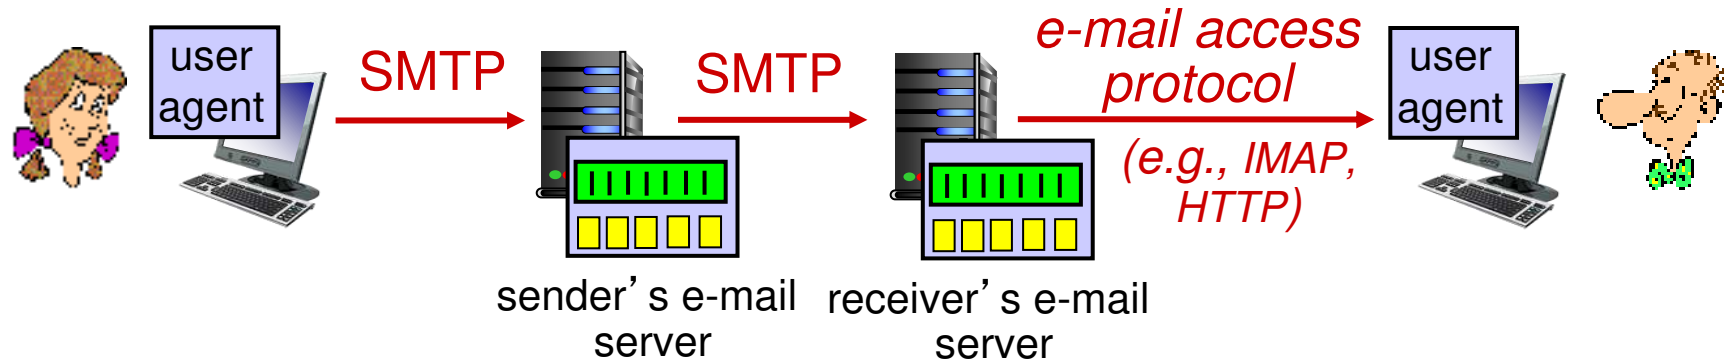 user
agent
SMTP
SMTP
e-mail access
protocol
(e.g., IMAP,
HTTP)
user
agent
sender’s e-mail
server
receiver’s e-mail
server